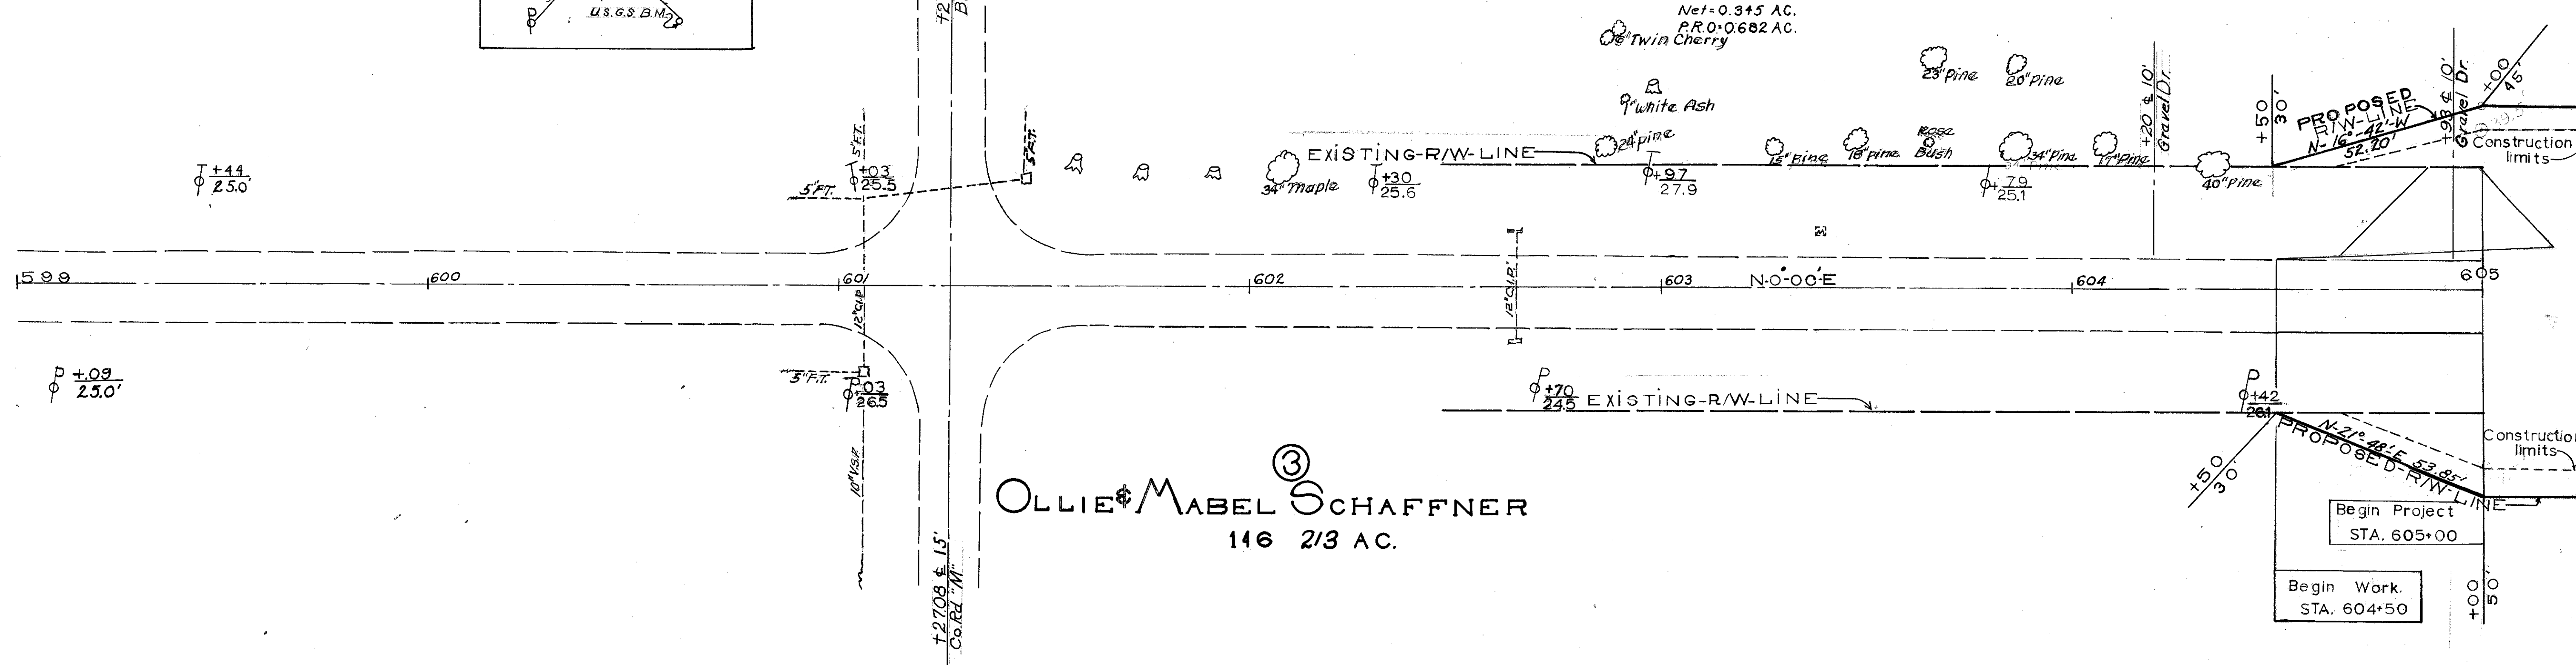 U.S.G.S. B.M.
Net=0.345 AC.
P.R.O=0.682 AC.
6" Twin Cherry
23" Pine
20" Pine
9" White Ash
24" pine
Rose
Bush
15" Pine
18" Pine
34" Pine
17" Pine
40" Pine
+20 ℄ 10'
Gravel Dr.
+50
30'
PROPOSED
R/W-LINE
N-16°-42'-W
52.20'
+93 ℄ 10'
Gravel Dr.
+00
45'
Construction
limits
T +44
25.0'
5" F.T.
T +03
25.5
5" F.T.
5" F.T.
34" Maple
EXISTING-R/W-LINE
T +30
25.6
T +97
27.9
T +79
25.1
M
599
600
601
602
603
N-0°-00'-E
604
605
12" C.I.P.
12" C.I.P.
P +.09
25.0'
5" F.T.
P +03
26.5
P +70
24.5
EXISTING-R/W-LINE
P +42
26.1
10" V.S.P.
3
OLLIE & MABEL SCHAFFNER
116 2/3 AC.
+27.08 ℄ 15'
Co. Rd. "M"
N-21°-48'-E 53.85'
PROPOSED-R/W-LINE
+50
30'
Construction
limits
Begin Project
STA. 605+00
Begin Work.
STA. 604+50
+00
50'